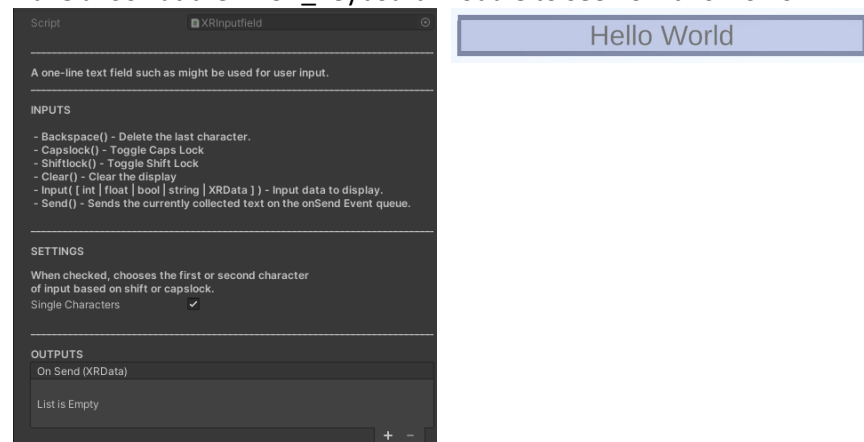 Script XRInputfield
A one-line text field such as might be used for user input.
INPUTS
- Backspace() - Delete the last character.
- Capslock() - Toggle Caps Lock
- Shiftlock() - Toggle Shift Lock
- Clear() - Clear the display
- Input( [ int | float | bool | string | XRData ] ) - Input data to display.
- Send() - Sends the currently collected text on the onSend Event queue.
SETTINGS
When checked, chooses the first or second character
of input based on shift or capslock.
Single Characters
OUTPUTS
On Send (XRData)
List is Empty
+ -
Hello World